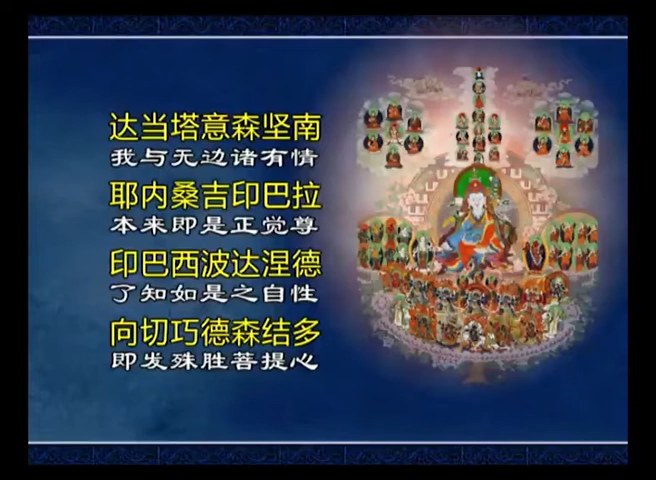 达当塔意森坚南
我与无边诸有情
耶内桑吉印巴拉
本来即是正觉尊
印巴西波达涅德
了知如是之自性
向切巧德森结多
即发殊胜菩提心